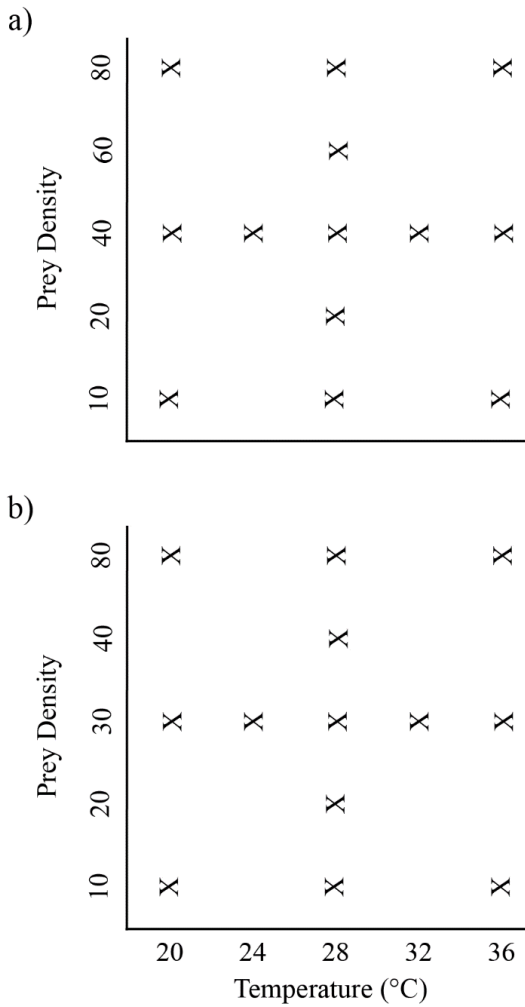 a)
80
60
40
20
10
Prey Density
X X X
X
X X X X X
X
X X X
b)
80
40
30
20
10
Prey Density
X X X
X
X X X X X
X
X X X
20 24 28 32 36
Temperature (°C)